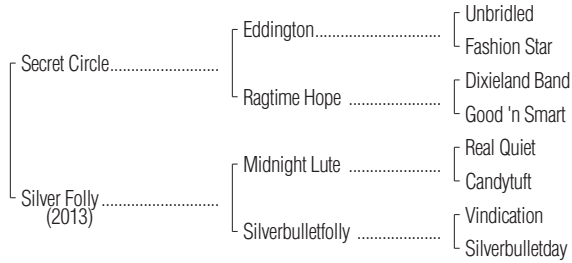 Unbridled
Eddington..................
Fashion Star
Secret Circle........................
Dixieland Band
Ragtime Hope ......................
Good 'n Smart
Real Quiet
Midnight Lute ......................
Candytuft
Silver Folly ..........................
(2013)
Vindication
Silverbulletfolly ....................
Silverbulletday